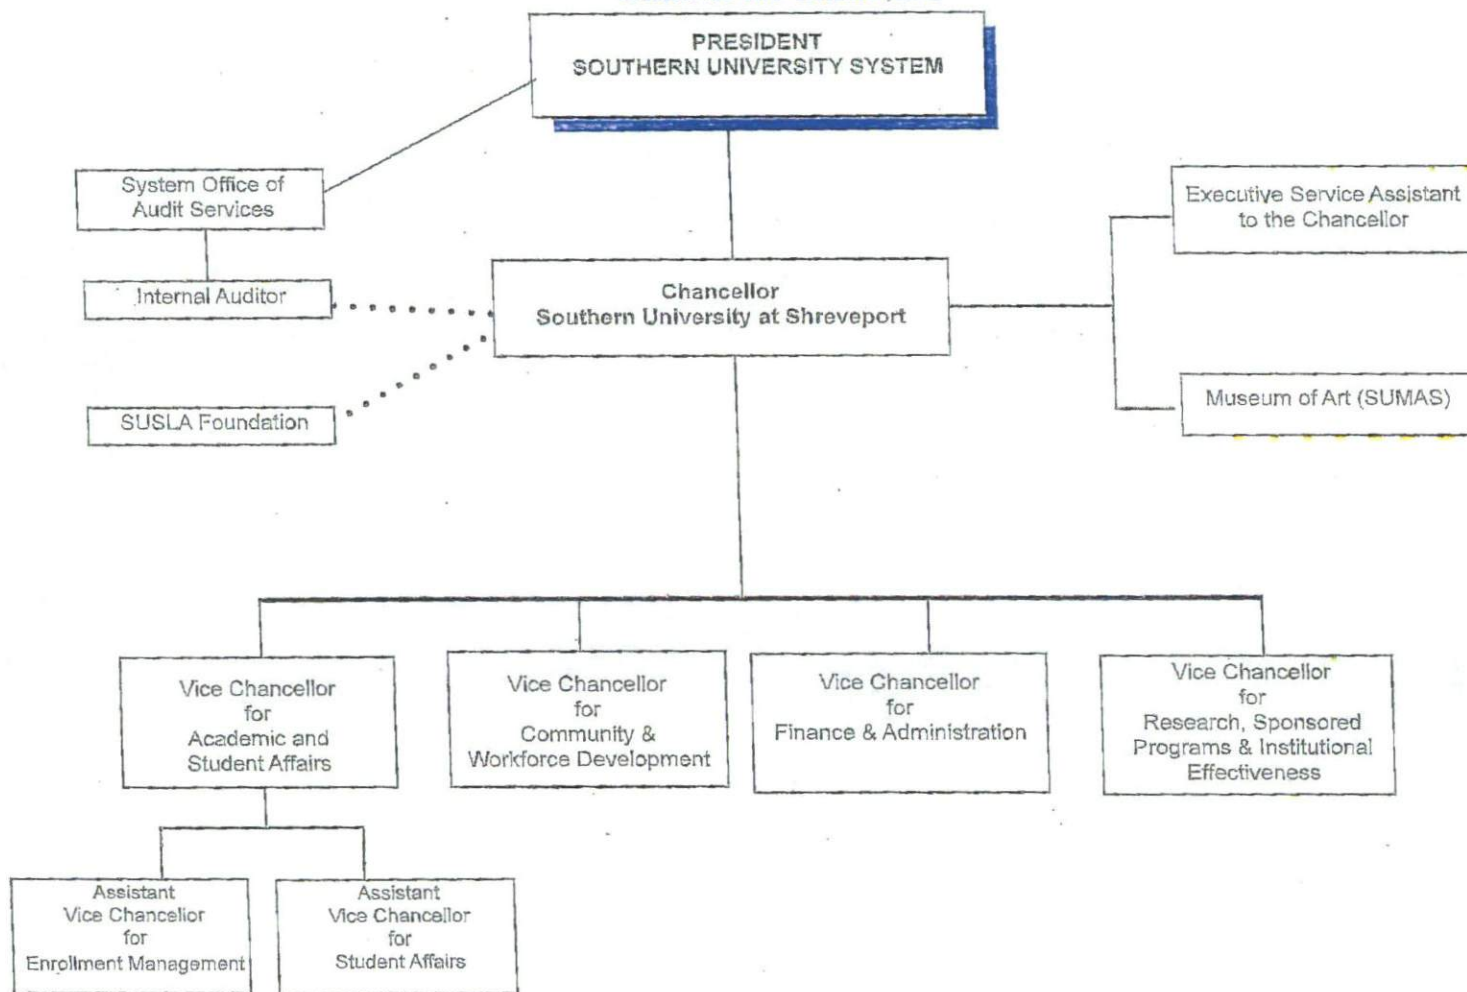 PRESIDENT
SOUTHERN UNIVERSITY SYSTEM
System Office of
Audit Services
Executive Service Assistant
to the Chancellor
Internal Auditor
Chancellor
Southern University at Shreveport
SUSLA Foundation
Museum of Art (SUMAS)
Vice Chancellor
for
Academic and
Student Affairs
Vice Chancellor
for
Community &
Workforce Development
Vice Chancellor
for
Finance & Administration
Vice Chancellor
for
Research, Sponsored
Programs & Institutional
Effectiveness
Assistant
Vice Chancellor
for
Enrollment Management
Assistant
Vice Chancellor
for
Student Affairs